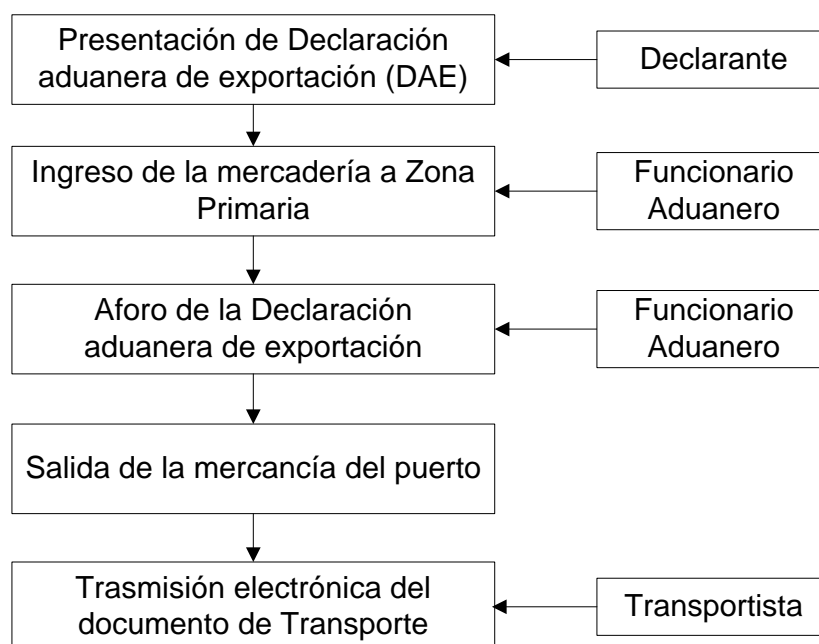 Presentación de Declaración
aduanera de exportación (DAE)
Declarante
Ingreso de la mercadería a Zona
Primaria
Funcionario
Aduanero
Aforo de la Declaración
aduanera de exportación
Funcionario
Aduanero
Salida de la mercancía del puerto
Trasmisión electrónica del
documento de Transporte
Transportista